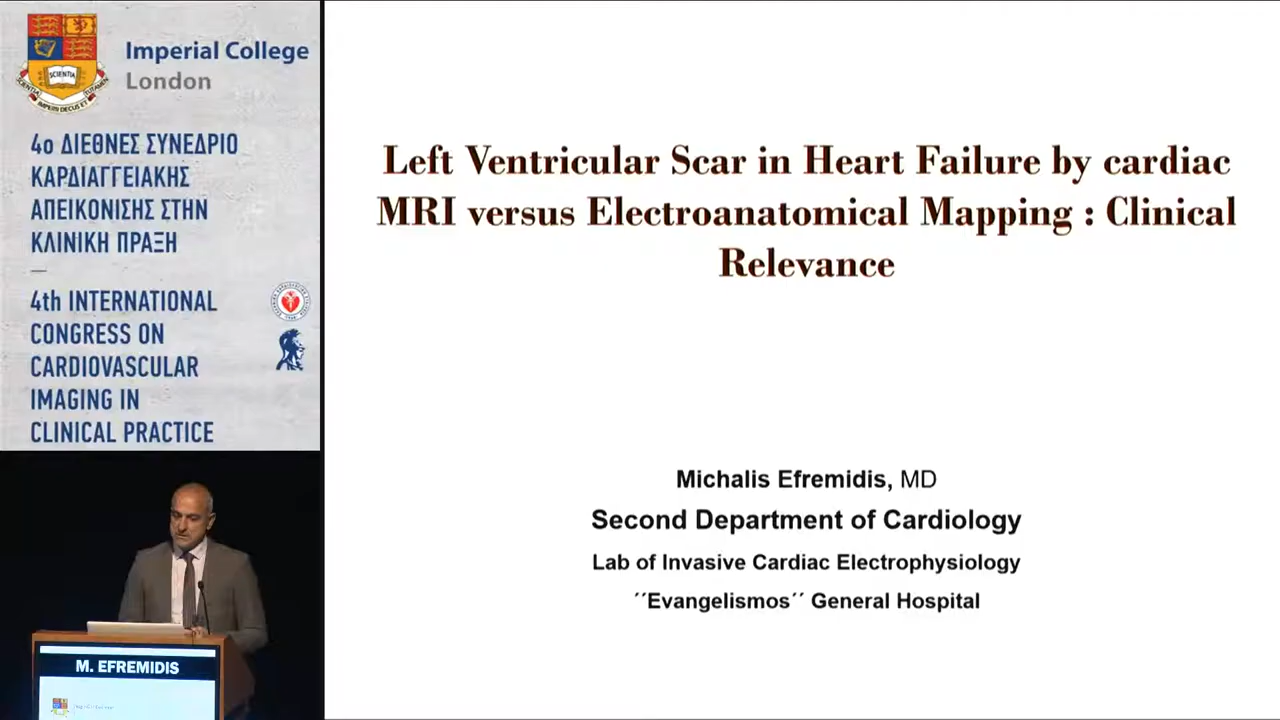 Imperial College
London
SCIENTIA
4ο ΔΙΕΘΝΕΣ ΣΥΝΕΔΡΙΟ
ΚΑΡΔΙΑΓΓΕΙΑΚΗΣ
ΑΠΕΙΚΟΝΙΣΗΣ ΣΤΗΝ
ΚΛΙΝΙΚΗ ΠΡΑΞΗ
4th INTERNATIONAL
CONGRESS ON
CARDIOVASCULAR
IMAGING IN
CLINICAL PRACTICE
M. EFREMIDIS
Left Ventricular Scar in Heart Failure by cardiac
MRI versus Electroanatomical Mapping : Clinical
Relevance
Michalis Efremidis, MD
Second Department of Cardiology
Lab of Invasive Cardiac Electrophysiology
´´Evangelismos´´ General Hospital